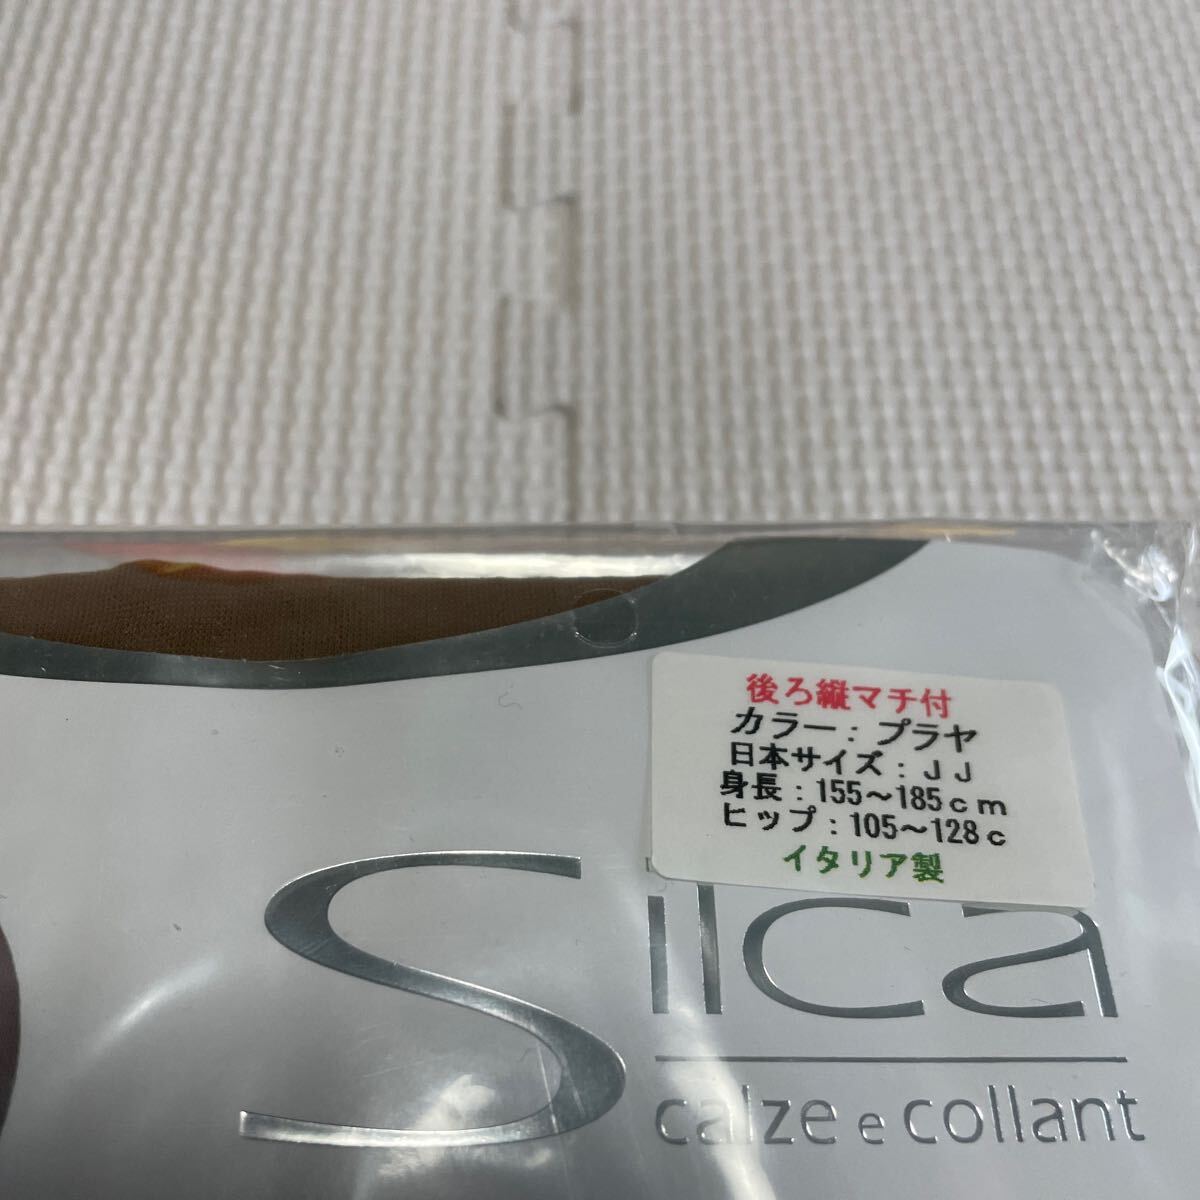 後ろ縦マチ付
カラー：プラヤ
日本サイズ：ＪＪ
身長：155～185ｃｍ
ヒップ：105～128ｃ
イタリア製
Silca
calze e collant